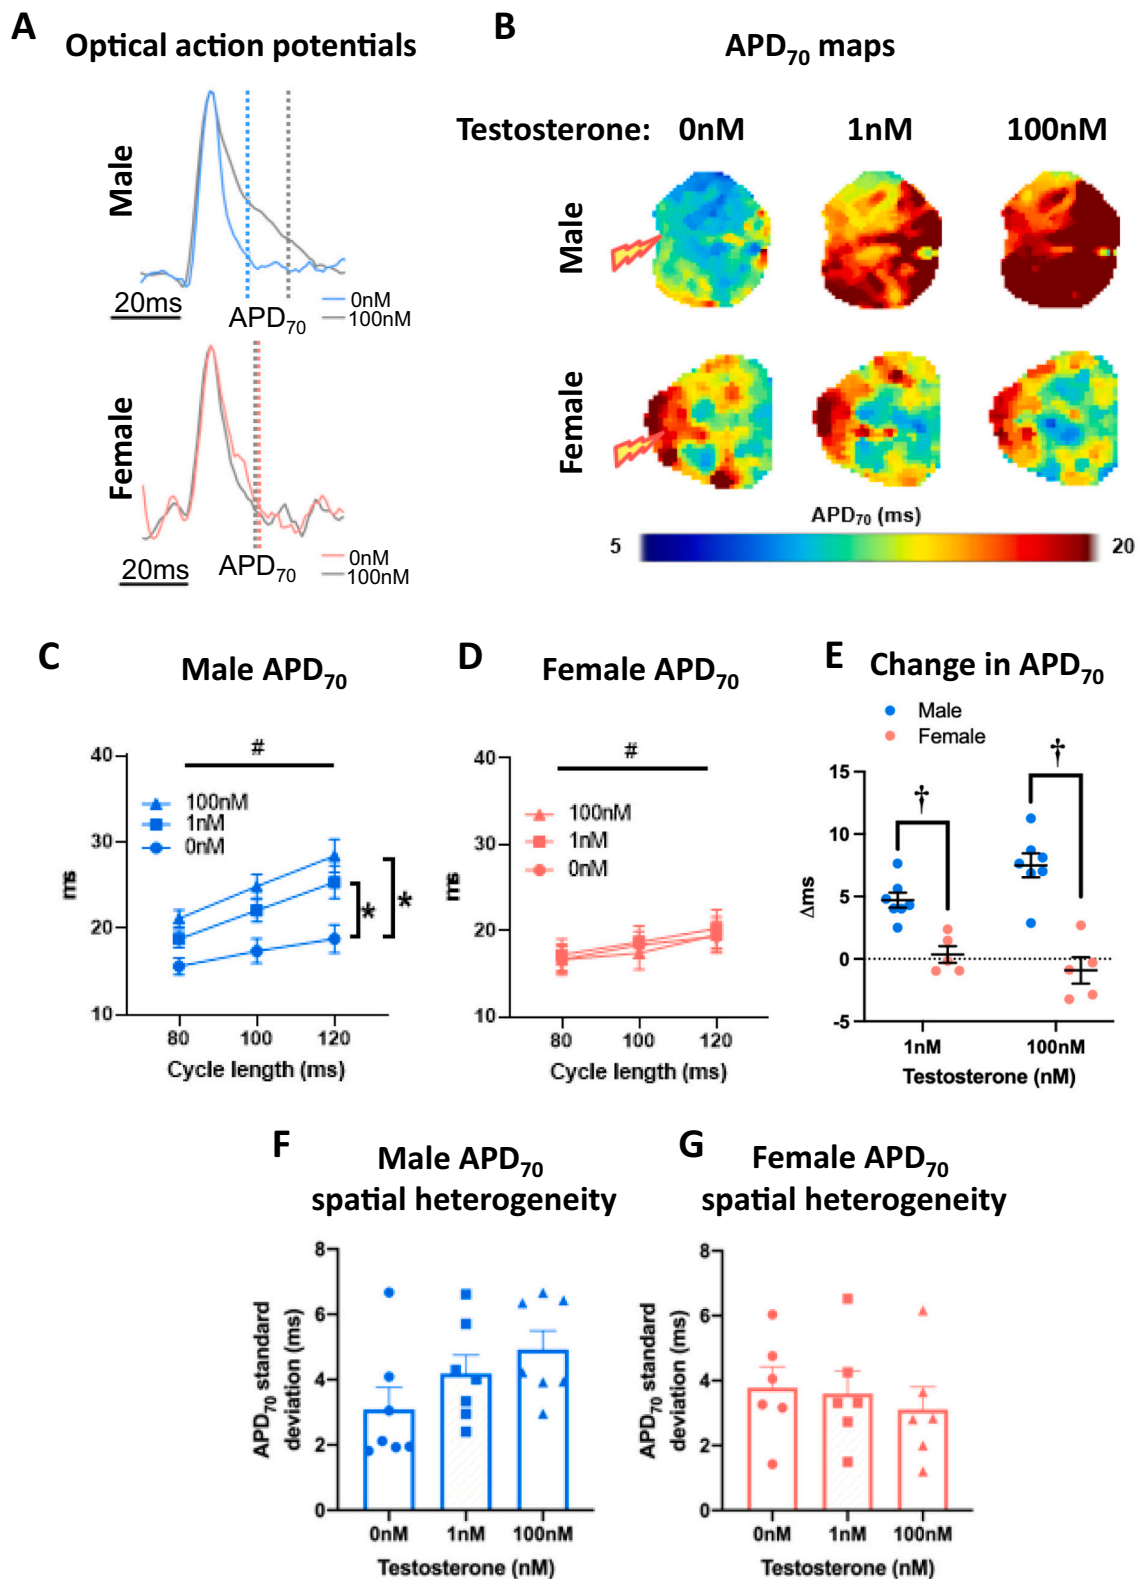 A
Optical action potentials
Male
20ms
APD70
0nM
100nM
Female
20ms
APD70
0nM
100nM
B
APD70 maps
Testosterone: 0nM 1nM 100nM
Male
Female
APD70 (ms)
5 20
C
Male APD70
#
40
30
20
10
ms
100nM
1nM
0nM
*
*
80 100 120
Cycle length (ms)
D
Female APD70
#
40
30
20
10
ms
100nM
1nM
0nM
80 100 120
Cycle length (ms)
E
Change in APD70
Male
Female
†
†
15
10
5
0
-5
Δms
1nM 100nM
Testosterone (nM)
F
Male APD70
spatial heterogeneity
APD70 standard
deviation (ms)
8
6
4
2
0
0nM 1nM 100nM
Testosterone (nM)
G
Female APD70
spatial heterogeneity
APD70 standard
deviation (ms)
8
6
4
2
0
0nM 1nM 100nM
Testosterone (nM)